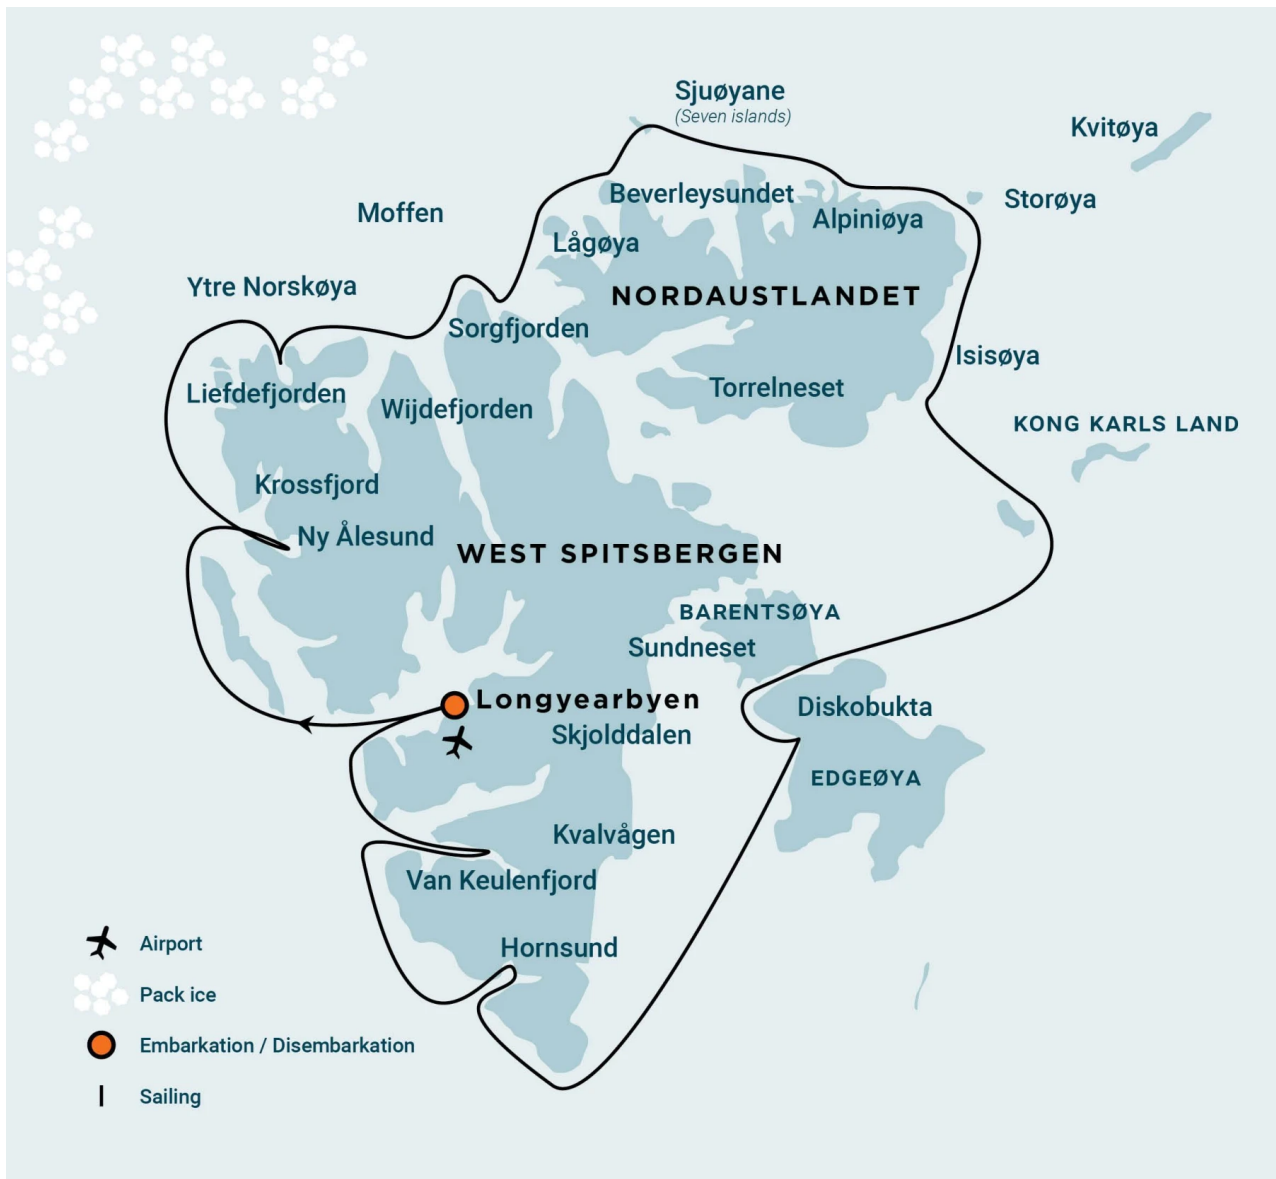 Sjuøyane
(Seven islands)
Kvitøya
Beverleysundet
Storøya
Moffen
Alpiniøya
Lågøya
Ytre Norskøya
NORDAUSTLANDET
Sorgfjorden
Isisøya
Liefdefjorden
Torrelneset
Wijdefjorden
KONG KARLS LAND
Krossfjord
Ny Ålesund
WEST SPITSBERGEN
BARENTSØYA
Sundneset
Longyearbyen
Diskobukta
Skjolddalen
EDGEØYA
Kvalvågen
Van Keulenfjord
Hornsund
Airport
Pack ice
Embarkation / Disembarkation
Sailing